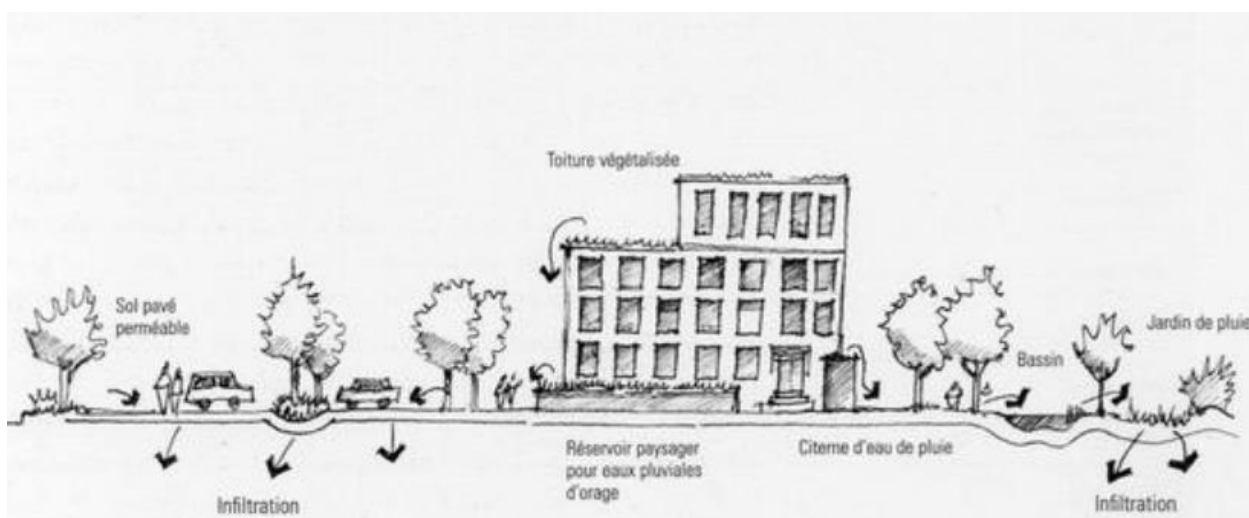 Toiture végétalisée
Sol pavé
perméable
Jardin de pluie
Bassin
Réservoir paysager
pour eaux pluviales
d'orage
Citerne d'eau de pluie
Infiltration
Infiltration